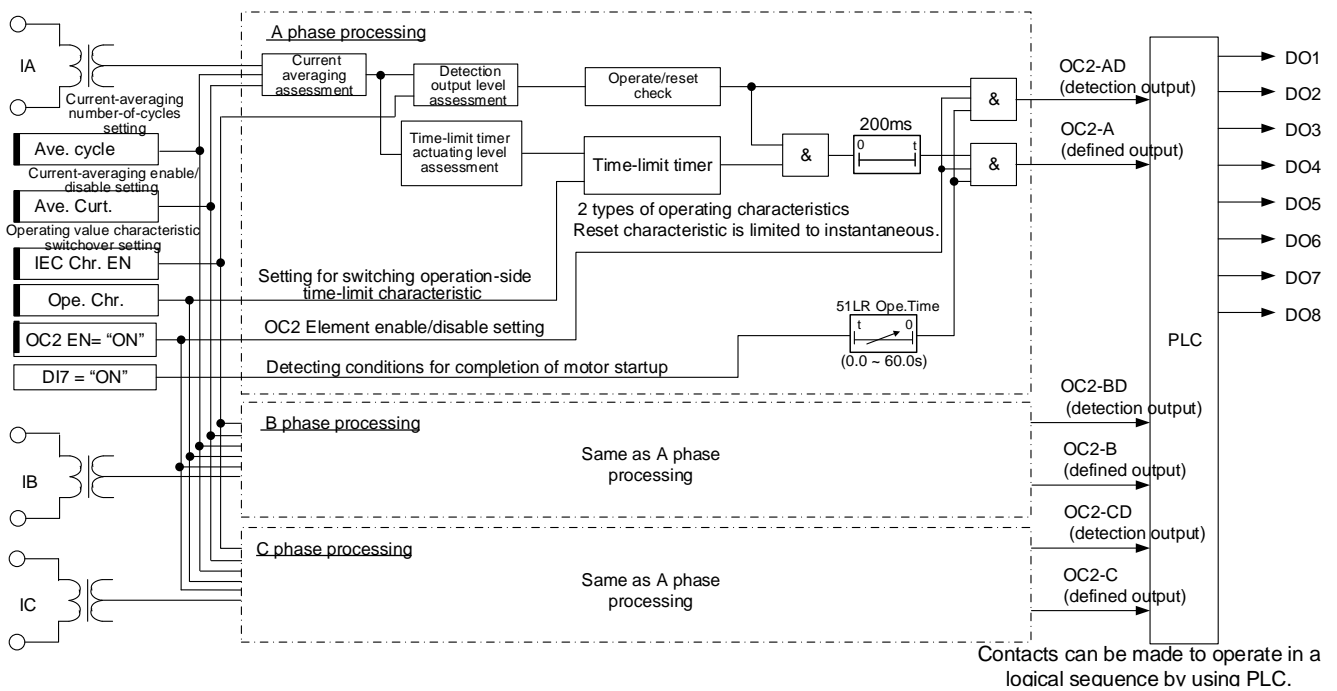 A phase processing
IA
Current
averaging
assessment
Detection
output level
assessment
Operate/reset
check
&
OC2-AD
(detection output)
Current-averaging
number-of-cycles
setting
Ave. cycle
Time-limit timer
actuating level
assessment
Time-limit timer
&
200ms
0 t
&
OC2-A
(defined output)
Current-averaging enable/
disable setting
Ave. Curt.
2 types of operating characteristics
Reset characteristic is limited to instantaneous.
Operating value characteristic
switchover setting
IEC Chr. EN
Setting for switching operation-side
time-limit characteristic
Ope. Chr.
OC2 Element enable/disable setting
OC2 EN= “ON”
51LR Ope.Time
t 0
(0.0 ~ 60.0s)
Detecting conditions for completion of motor startup
DI7 = “ON”
PLC
DO1
DO2
DO3
DO4
DO5
DO6
DO7
DO8
B phase processing
IB
Same as A phase
processing
OC2-BD
(detection output)
OC2-B
(defined output)
C phase processing
IC
Same as A phase
processing
OC2-CD
(detection output)
OC2-C
(defined output)
Contacts can be made to operate in a
logical sequence by using PLC.